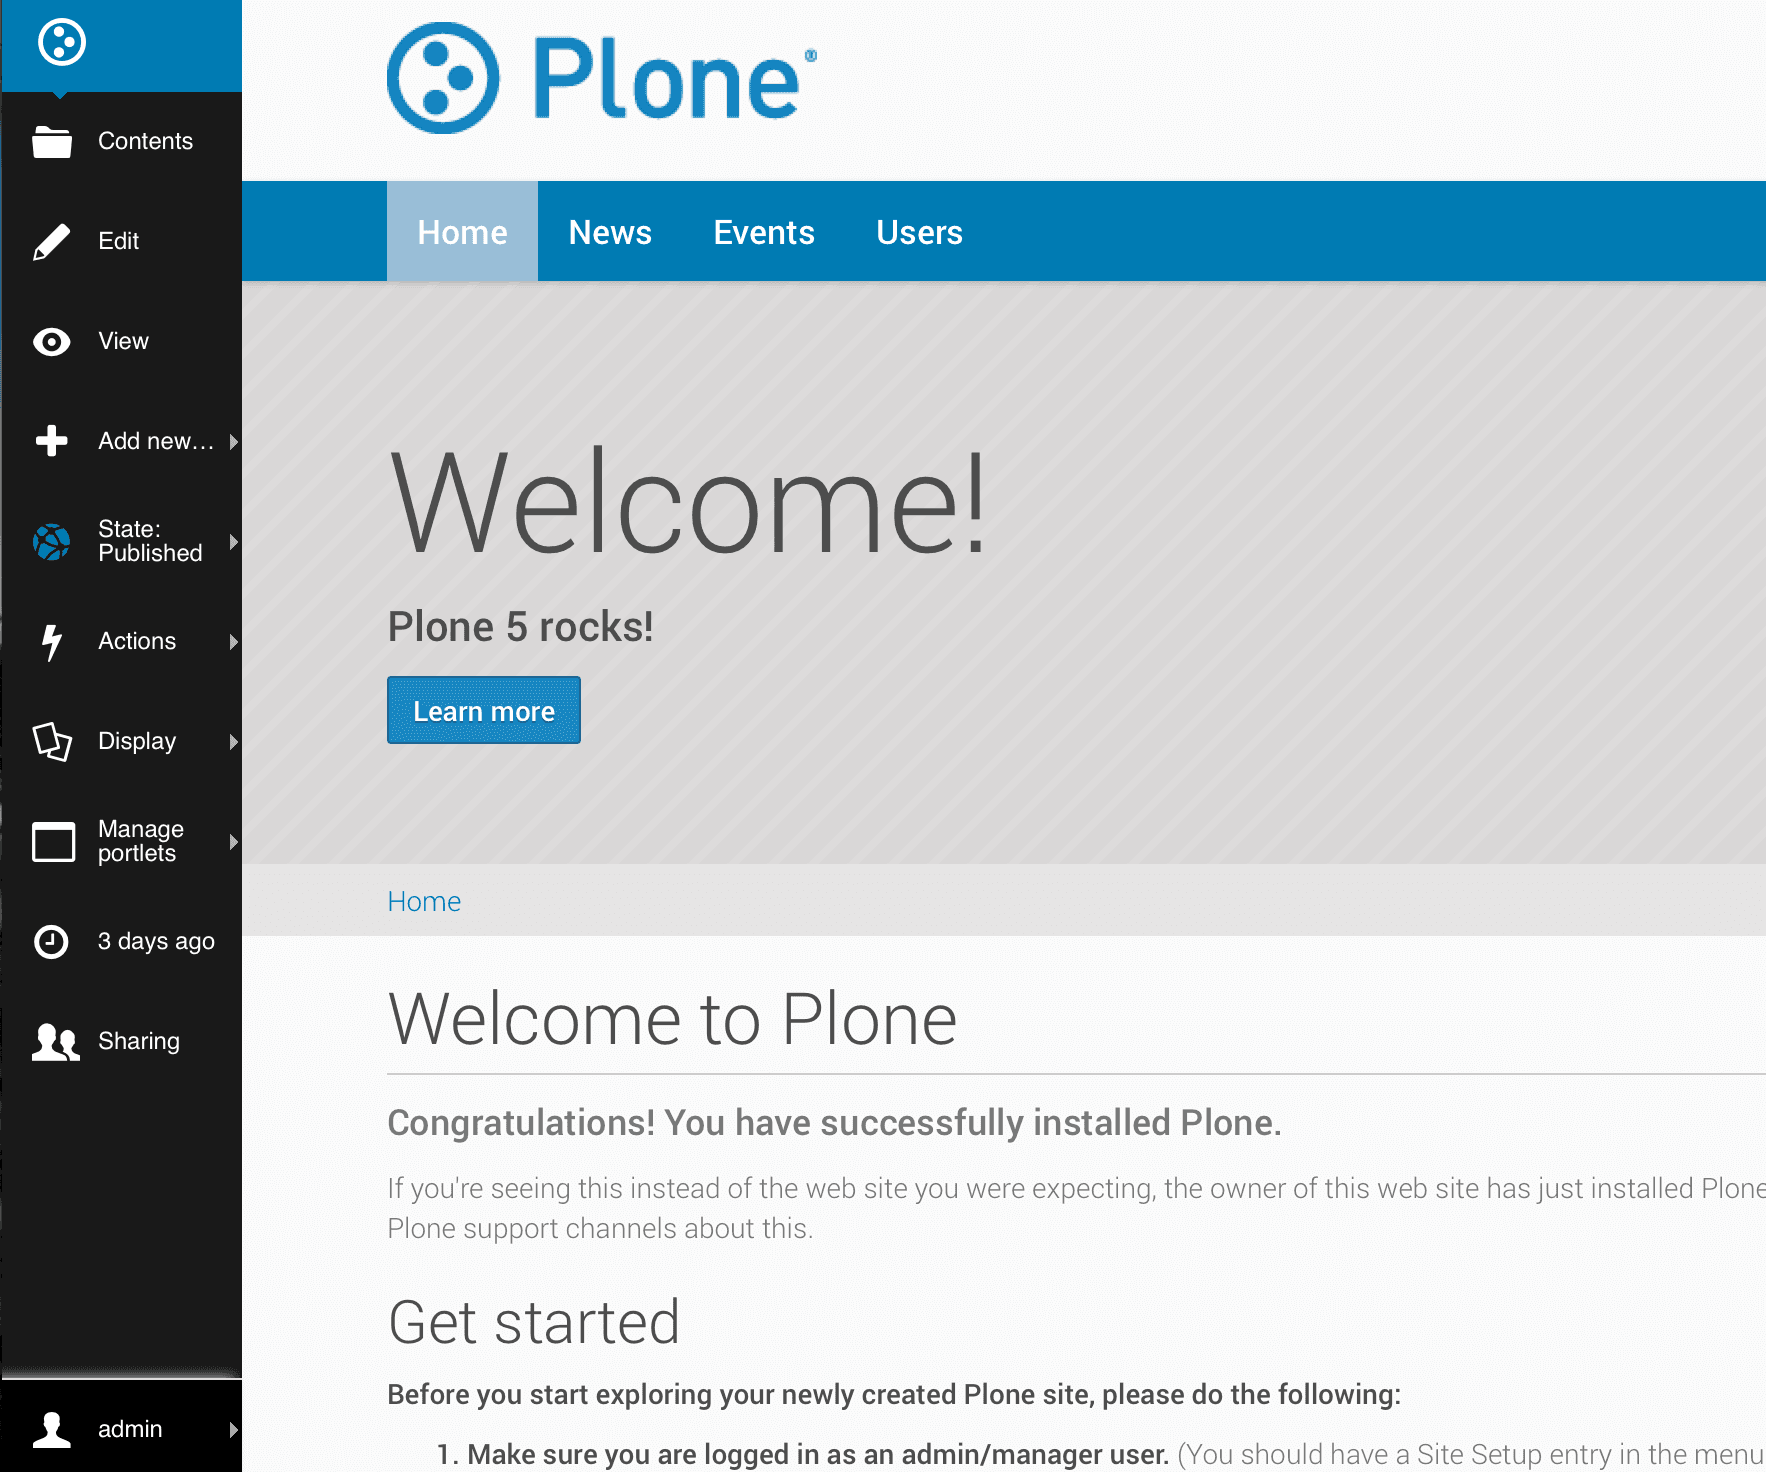 Contents
Edit
View
Add new…
State:
Published
Actions
Display
Manage
portlets
3 days ago
Sharing
admin
Plone®
Home News Events Users
Welcome!
Plone 5 rocks!
Learn more
Home
Welcome to Plone
Congratulations! You have successfully installed Plone.
If you're seeing this instead of the web site you were expecting, the owner of this web site has just installed Plone
Plone support channels about this.
Get started
Before you start exploring your newly created Plone site, please do the following:
1. Make sure you are logged in as an admin/manager user. (You should have a Site Setup entry in the menu